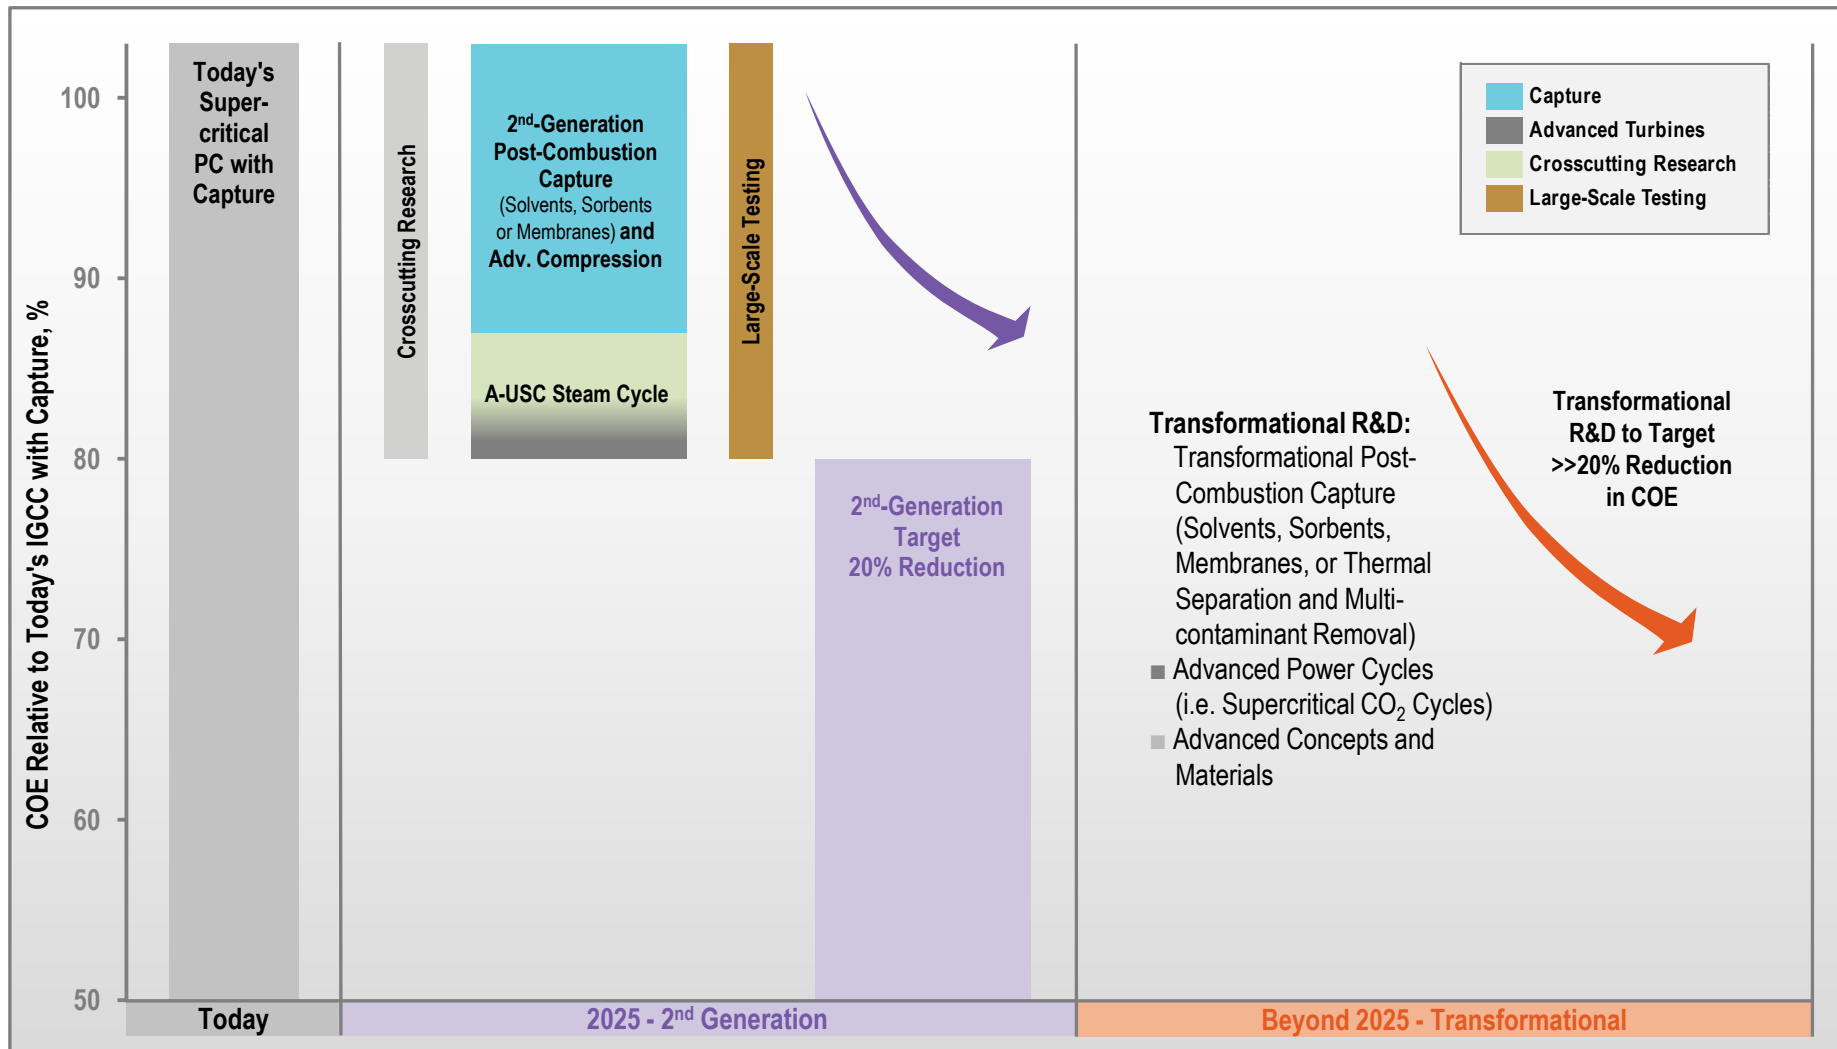 COE Relative to Today's IGCC with Capture, %
100
90
80
70
60
50
Today's
Super-
critical
PC with
Capture
Crosscutting Research
2nd-Generation
Post-Combustion
Capture
(Solvents, Sorbents
or Membranes) and
Adv. Compression
A-USC Steam Cycle
Large-Scale Testing
2nd-Generation
Target
20% Reduction
Capture
Advanced Turbines
Crosscutting Research
Large-Scale Testing
Transformational R&D:
Transformational Post-
Combustion Capture
(Solvents, Sorbents,
Membranes, or Thermal
Separation and Multi-
contaminant Removal)
Advanced Power Cycles
(i.e. Supercritical CO2 Cycles)
Advanced Concepts and
Materials
Transformational
R&D to Target
>>20% Reduction
in COE
Today
2025 - 2nd Generation
Beyond 2025 - Transformational